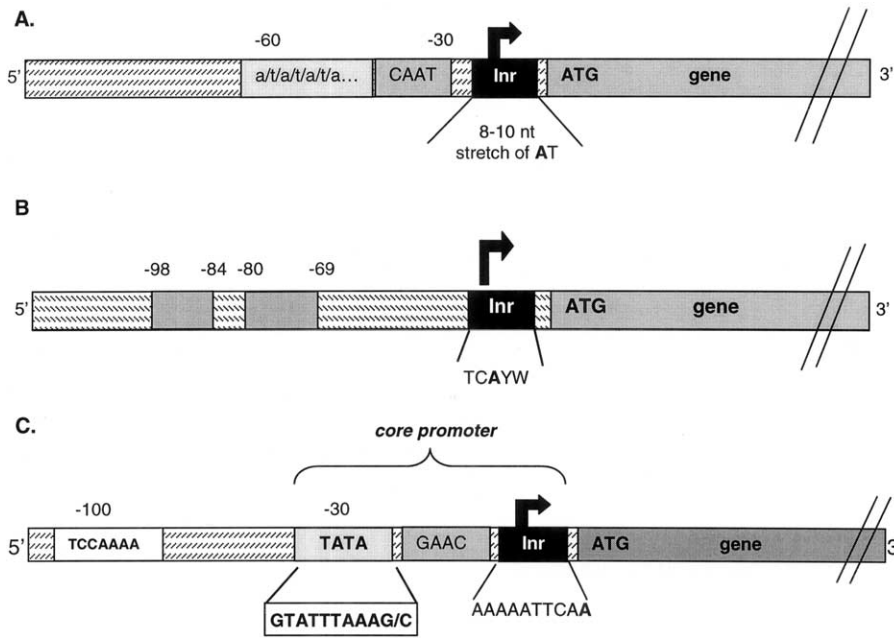 A.
-60 -30
5' a/t/a/t/a/t/a... CAAT Inr ATG gene 3'
8-10 nt
stretch of AT
B
-98 -84 -80 -69
5' Inr ATG gene 3'
TCAYW
C.
core promoter
-100 -30
5' TCCAAAA TATA GAAC Inr ATG gene 3'
GTATTTAAAG/C AAAAATTCAA